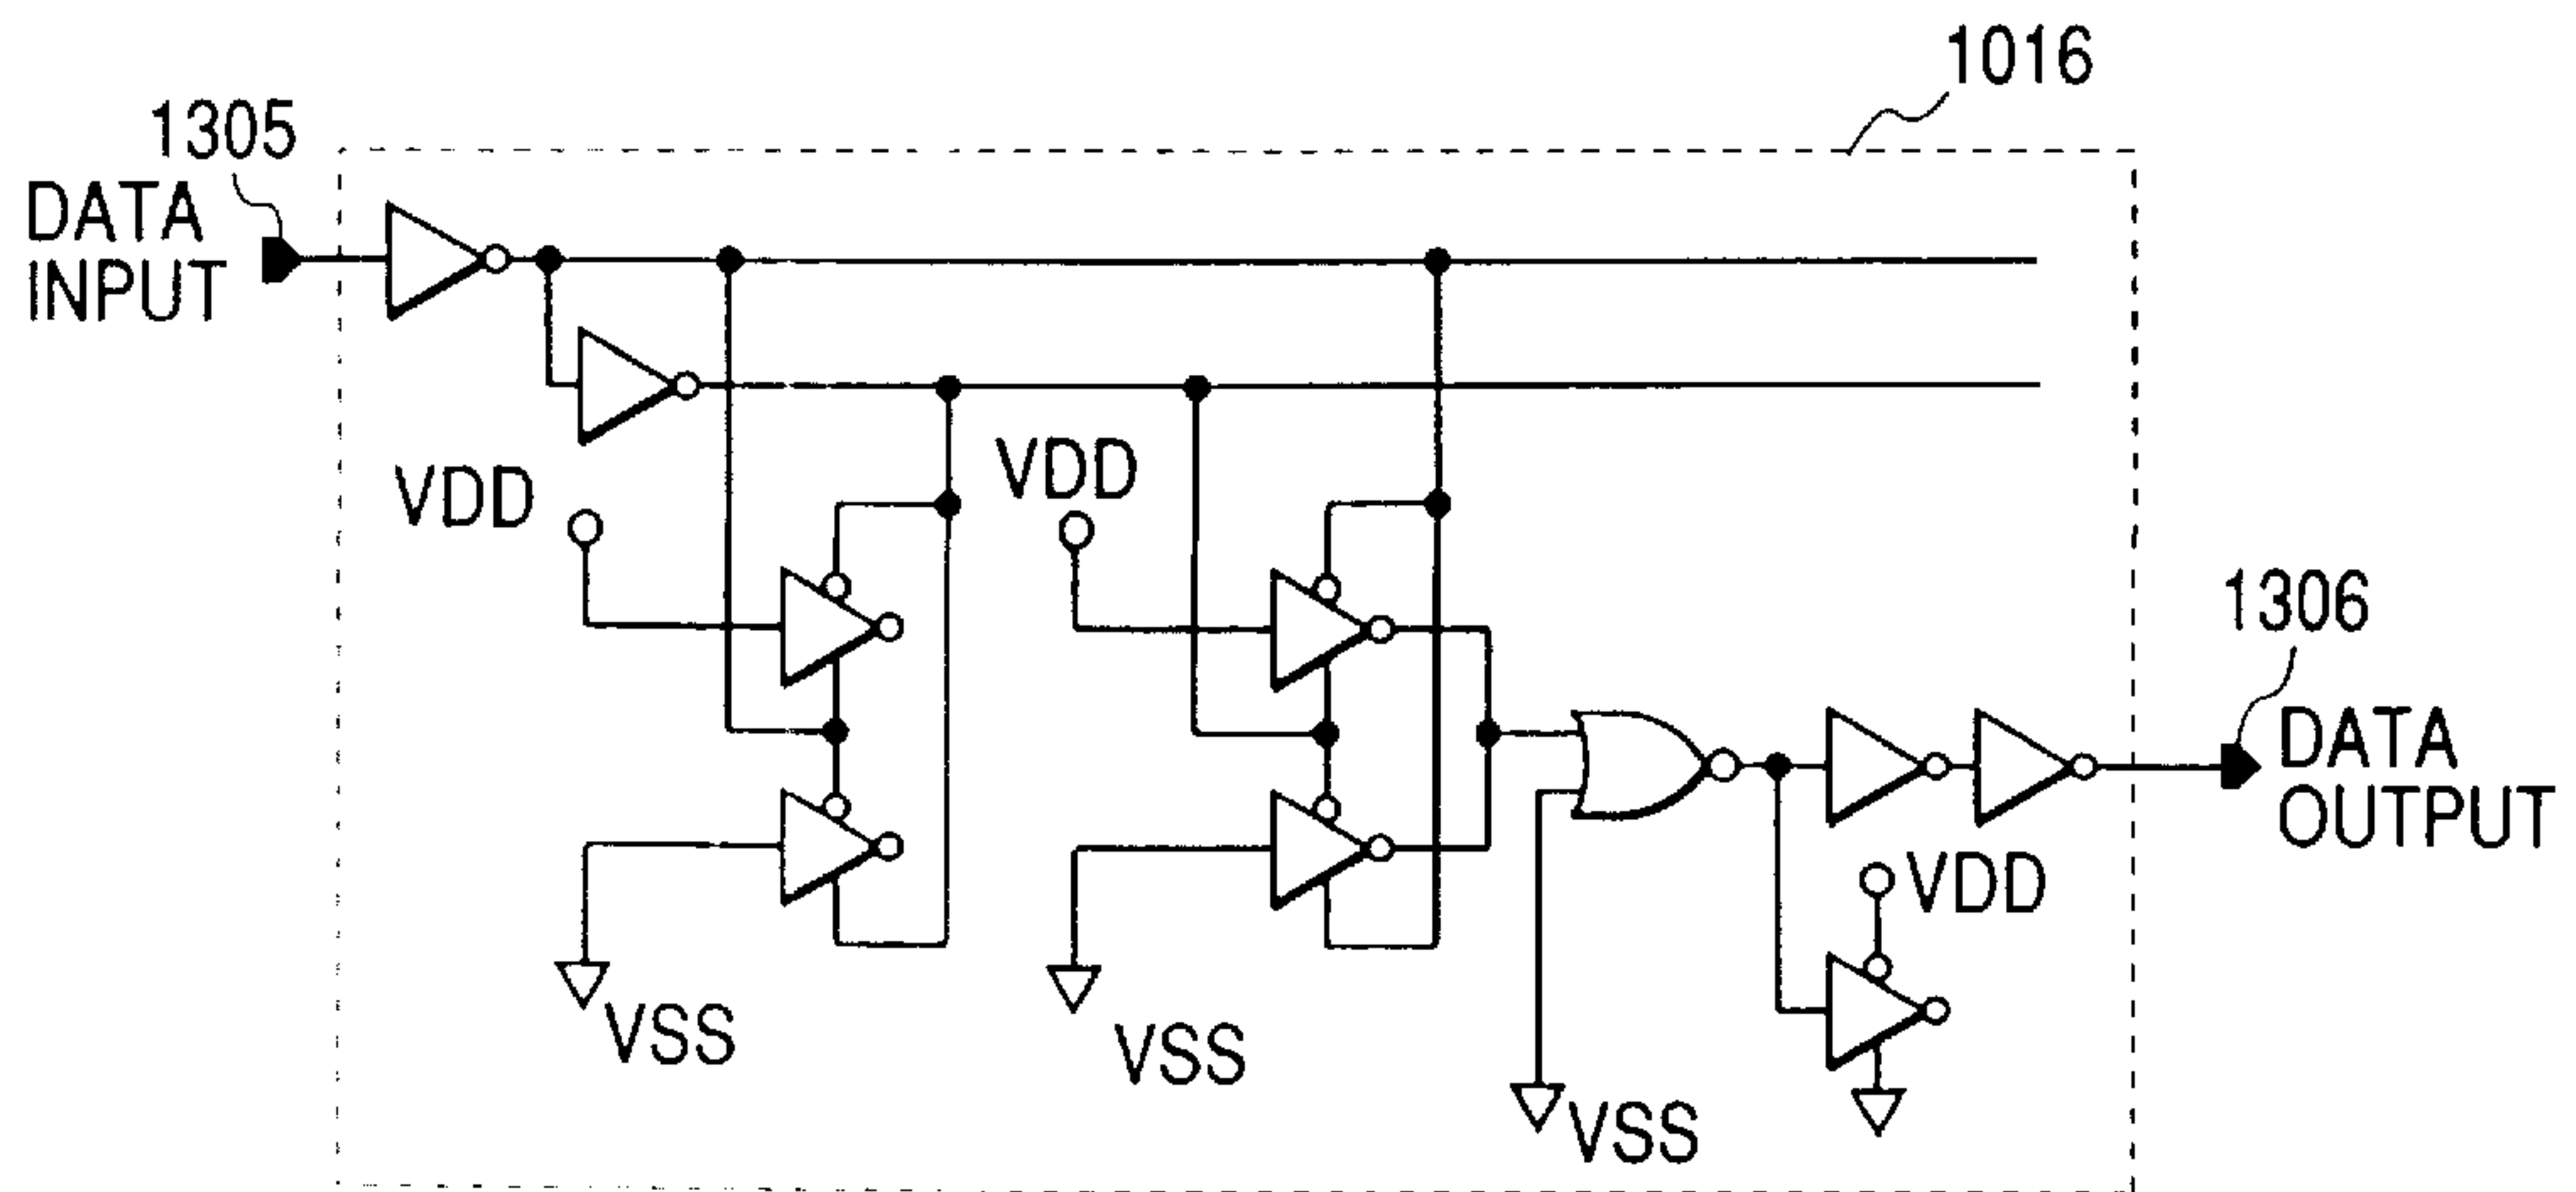 1016
1305
DATA
INPUT
VDD
VDD
1306
DATA
OUTPUT
VDD
VSS
VSS
VSS